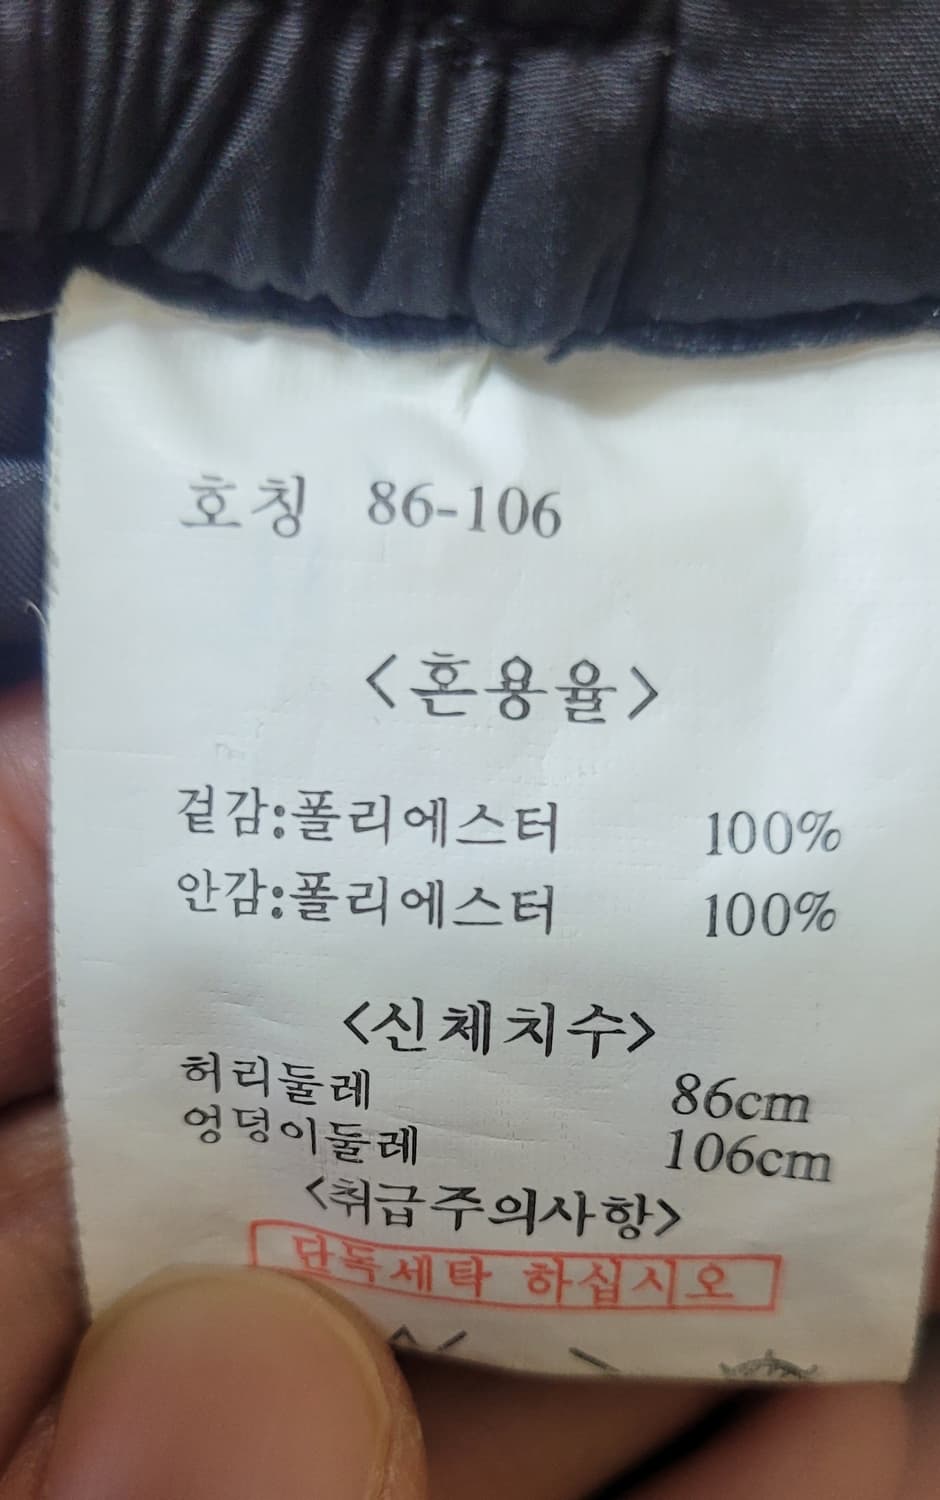 호칭 86-106
<혼용율>
겉감:폴리에스터 100%
안감:폴리에스터 100%
<신체치수>
허리둘레 86cm
엉덩이둘레 106cm
<취급주의사항>
단독세탁 하십시오